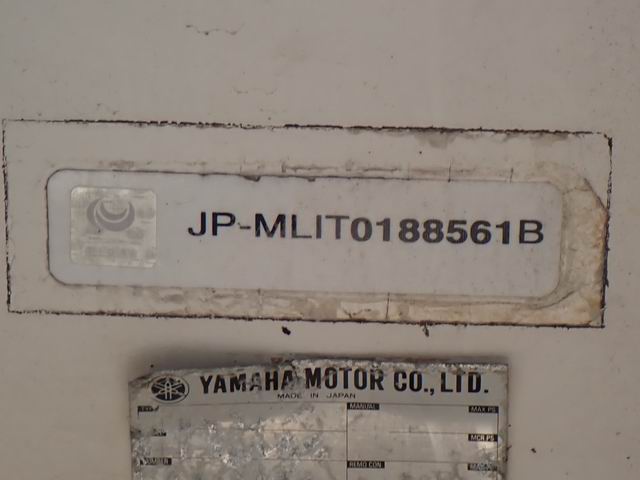 JP-MLIT0188561B
YAMAHA MOTOR CO., LTD.
MADE IN JAPAN
MANUAL MAX PS
MCR PS
REMO CON